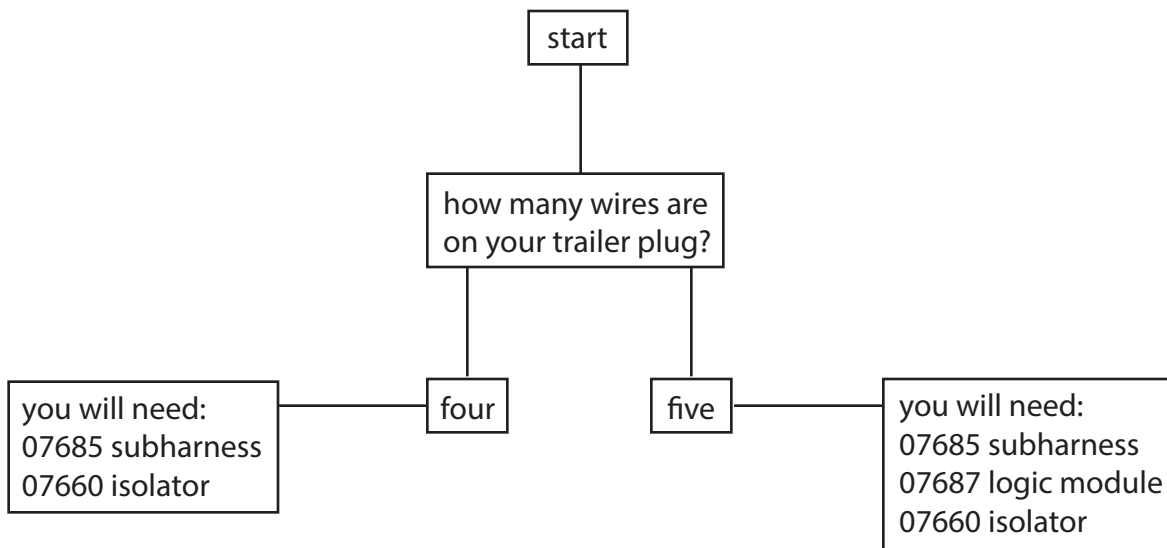 start
how many wires are
on your trailer plug?
four
five
you will need:
07685 subharness
07660 isolator
you will need:
07685 subharness
07687 logic module
07660 isolator